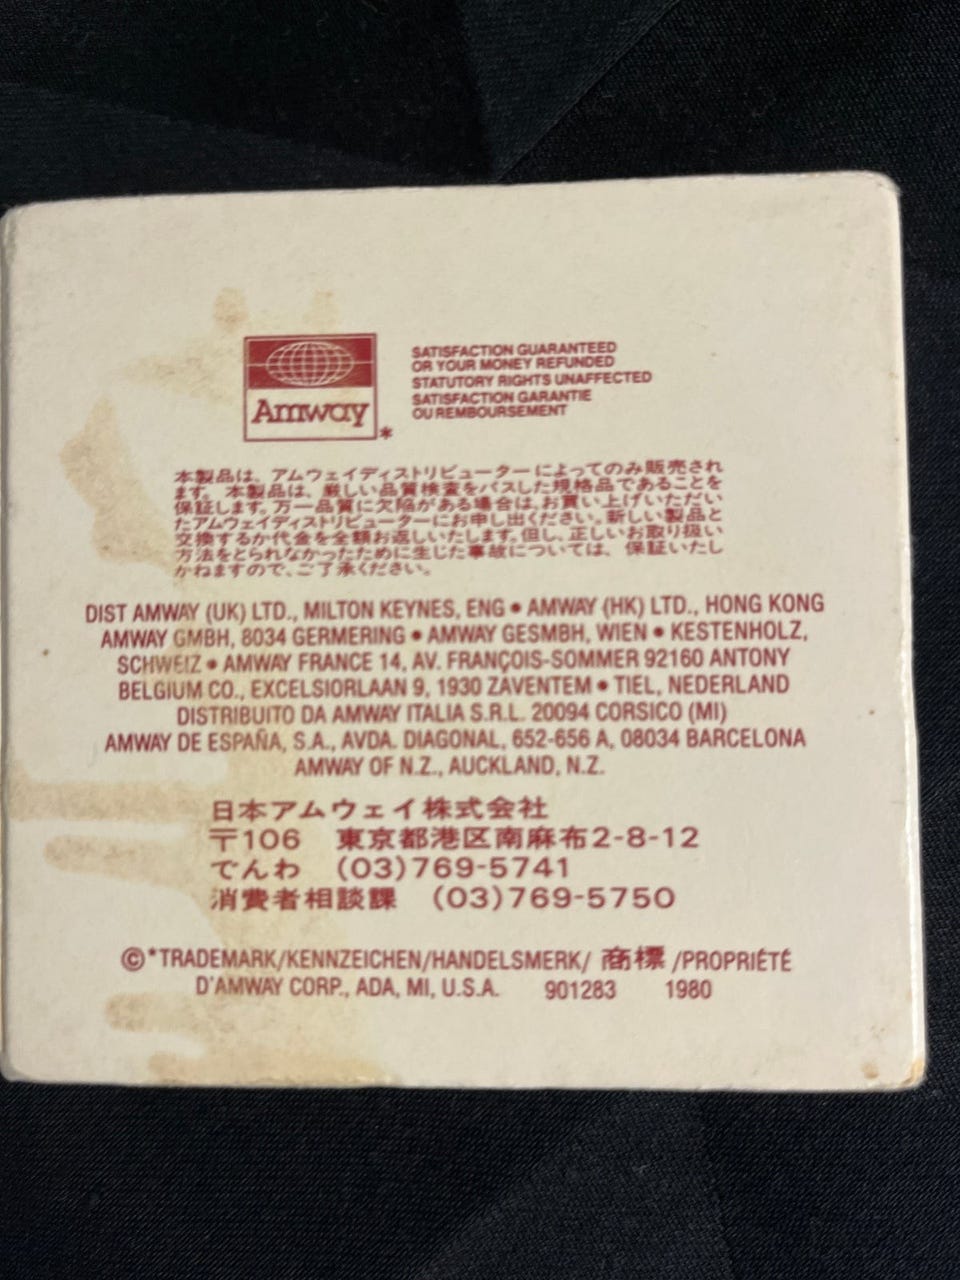 Amway
*
SATISFACTION GUARANTEED
OR YOUR MONEY REFUNDED
STATUTORY RIGHTS UNAFFECTED
SATISFACTION GARANTIE
OU REMBOURSEMENT
本製品は、アムウェイディストリビューターによってのみ販売され
ます。本製品は、厳しい品質検査をパスした規格品であることを
保証します。万一品質に欠陥がある場合は、お買い上げいただい
たアムウェイディストリビューターにお申し出ください。新しい製品と
交換するか代金を全額お返しいたします。但し、正しいお取り扱い
方法をとられなかったために生じた事故については、保証いたし
かねますので、ご了承ください。
DIST AMWAY (UK) LTD., MILTON KEYNES, ENG • AMWAY (HK) LTD., HONG KONG
AMWAY GMBH, 8034 GERMERING • AMWAY GESMBH, WIEN • KESTENHOLZ,
SCHWEIZ • AMWAY FRANCE 14, AV. FRANÇOIS-SOMMER 92160 ANTONY
BELGIUM CO., EXCELSIORLAAN 9, 1930 ZAVENTEM • TIEL, NEDERLAND
DISTRIBUITO DA AMWAY ITALIA S.R.L. 20094 CORSICO (MI)
AMWAY DE ESPAÑA, S.A., AVDA. DIAGONAL, 652-656 A, 08034 BARCELONA
AMWAY OF N.Z., AUCKLAND, N.Z.
日本アムウェイ株式会社
〒106 東京都港区南麻布2-8-12
でんわ (03)769-5741
消費者相談課 (03)769-5750
©*TRADEMARK/KENNZEICHEN/HANDELSMERK/ 商標 /PROPRIÉTÉ
D'AMWAY CORP., ADA, MI, U.S.A. 901283 1980